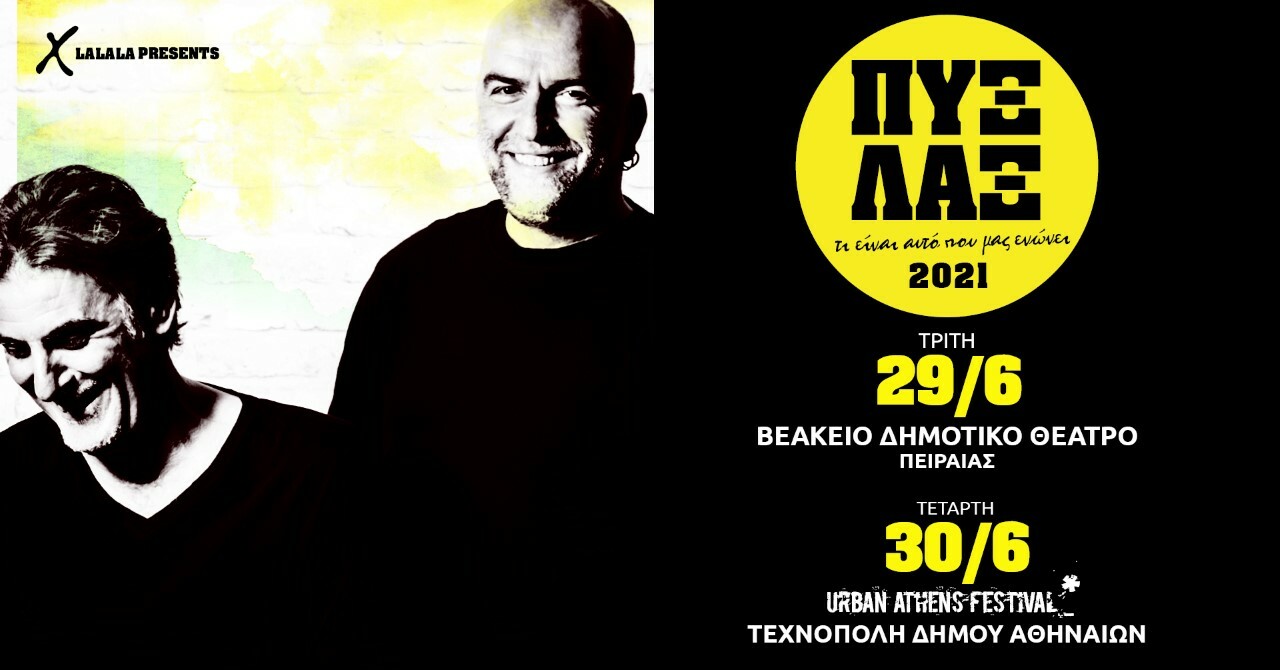 X LALALA PRESENTS
ΠΥΞ
ΛΑΞ
τι είναι αυτό που μας ενώνει
2021
ΤΡΙΤΗ
29/6
ΒΕΑΚΕΙΟ ΔΗΜΟΤΙΚΟ ΘΕΑΤΡΟ
ΠΕΙΡΑΙΑΣ
ΤΕΤΑΡΤΗ
30/6
URBAN ATHENS FESTIVAL
ΤΕΧΝΟΠΟΛΗ ΔΗΜΟΥ ΑΘΗΝΑΙΩΝ